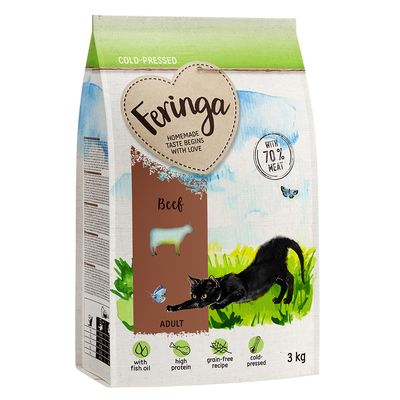 COLD-PRESSED
Feringa
HOMEMADE
TASTE BEGINS
WITH LOVE
WITH
70%
MEAT
Beef
ADULT
with
fish oil
high
protein
grain-free
recipe
cold-
pressed
3 kg